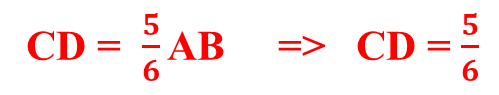 CD = 5/6 AB => CD = 5/6